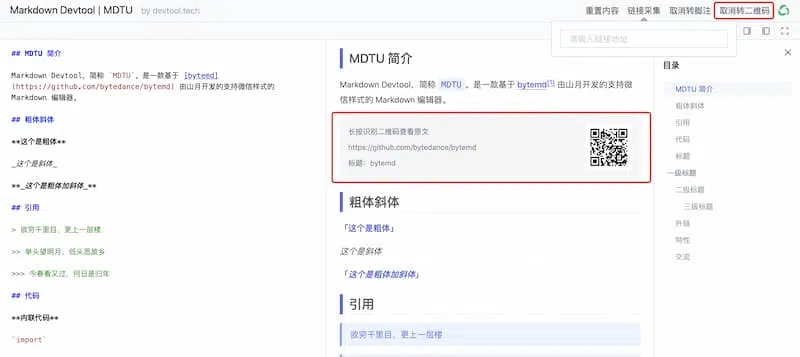 Markdown Devtool | MDTU by devtool.tech
重置内容 链接采集 取消转脚注 取消转二维码
请输入链接地址
## MDTU 简介
Markdown Devtool，简称 `MDTU`，是一款基于 [bytemd]
(https://github.com/bytedance/bytemd) 由山月开发的支持微信样式的
Markdown 编辑器。
## 粗体斜体
**这个是粗体**
_这个是斜体_
**_这个是粗体加斜体_**
## 引用
> 欲穷千里目，更上一层楼
>> 举头望明月，低头思故乡
>>> 今春看又过，何日是归年
## 代码
**内联代码**
`import`
MDTU 简介
Markdown Devtool，简称 MDTU，是一款基于 bytemd[1] 由山月开发的支持
微信样式的 Markdown 编辑器。
长按识别二维码查看原文
https://github.com/bytedance/bytemd
标题：bytemd
粗体斜体
「这个是粗体」
这个是斜体
「这个是粗体加斜体」
引用
欲穷千里目，更上一层楼
目录
MDTU 简介
粗体斜体
引用
代码
标题
一级标题
二级标题
三级标题
外链
特性
交流